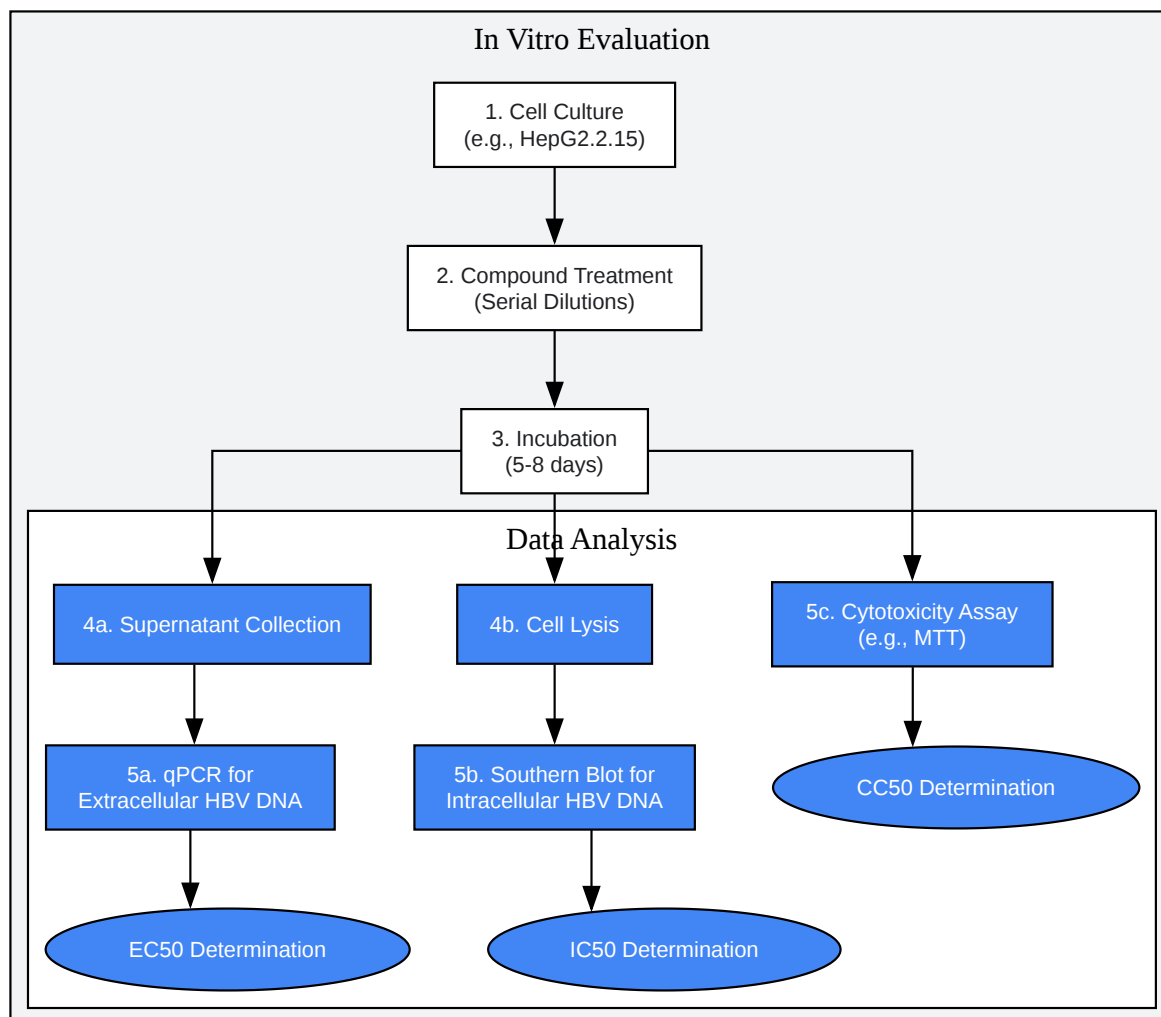 In Vitro Evaluation
1. Cell Culture
(e.g., HepG2.2.15)
2. Compound Treatment
(Serial Dilutions)
3. Incubation
(5-8 days)
Data Analysis
4a. Supernatant Collection
4b. Cell Lysis
5c. Cytotoxicity Assay
(e.g., MTT)
5a. qPCR for
Extracellular HBV DNA
5b. Southern Blot for
Intracellular HBV DNA
CC50 Determination
EC50 Determination
IC50 Determination